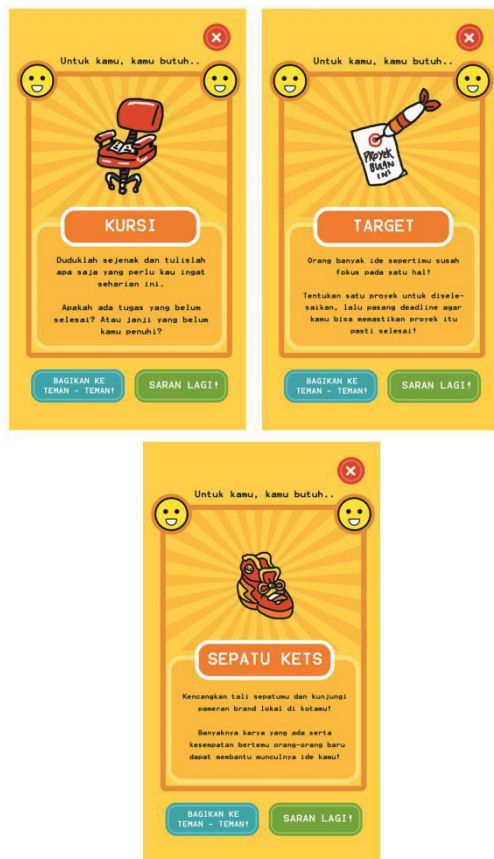 Untuk kamu, kamu butuh..
KURSI
Duduklah sejenak dan tulislah
apa saja yang perlu kau ingat
seharian ini.
Apakah ada tugas yang belum
selesai? Atau janji yang belum
kamu penuhi?
BAGIKAN KE
TEMAN - TEMAN!
SARAN LAGI!
Untuk kamu, kamu butuh..
PROYEK
BULAN
INI
TARGET
Orang banyak ide sepertimu susah
fokus pada satu hal!
Tentukan satu proyek untuk disele-
saikan, lalu pasang deadline agar
kamu bisa memastikan proyek itu
pasti selesai!
BAGIKAN KE
TEMAN - TEMAN!
SARAN LAGI!
Untuk kamu, kamu butuh..
SEPATU KETS
Kencangkan tali sepatumu dan kunjungi
pameran brand lokal di kotamu!
Banyaknya karya yang ada serta
kesempatan bertemu orang-orang baru
dapat membantu munculnya ide kamu!
BAGIKAN KE
TEMAN - TEMAN!
SARAN LAGI!